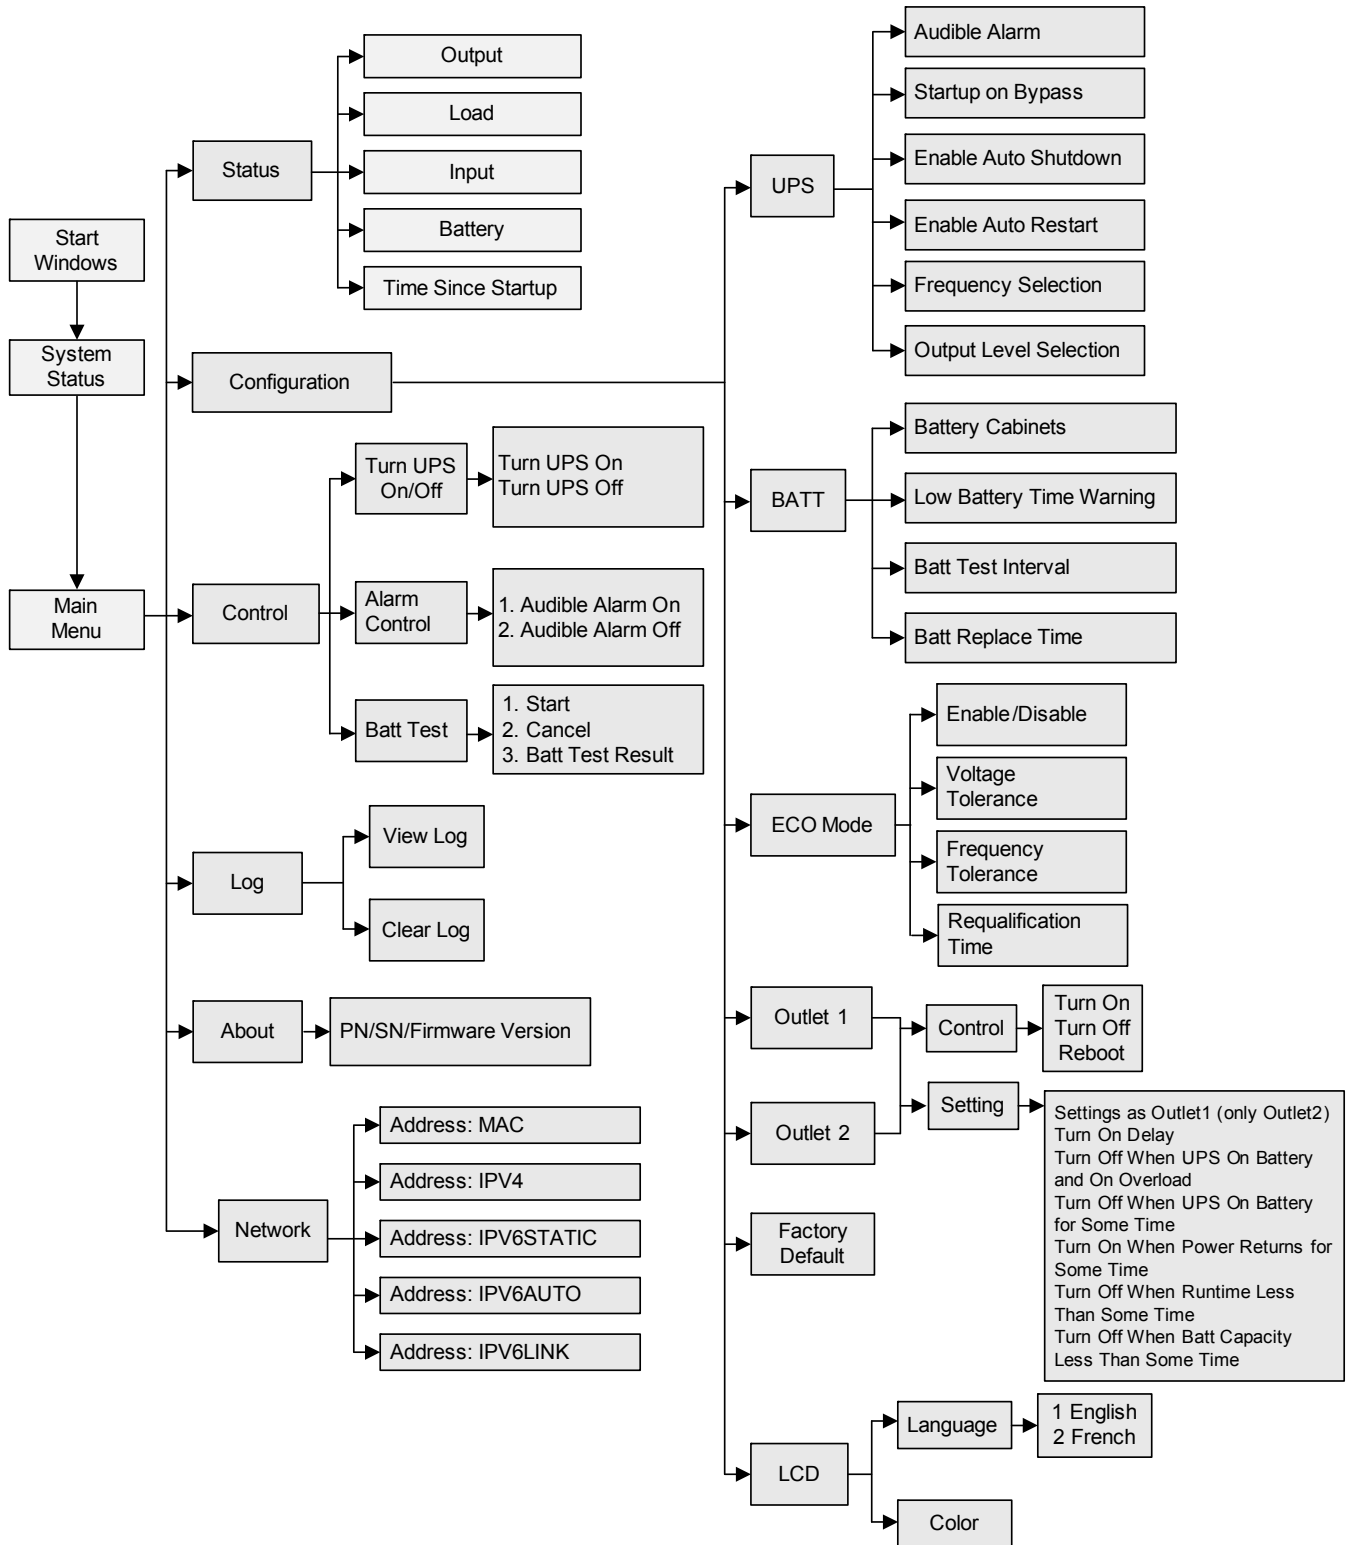 Start
Windows
System
Status
Main
Menu
Status
Output
Load
Input
Battery
Time Since Startup
Configuration
Control
Turn UPS
On/Off
Turn UPS On
Turn UPS Off
Alarm
Control
1. Audible Alarm On
2. Audible Alarm Off
Batt Test
1. Start
2. Cancel
3. Batt Test Result
Log
View Log
Clear Log
About
PN/SN/Firmware Version
Network
Address: MAC
Address: IPV4
Address: IPV6STATIC
Address: IPV6AUTO
Address: IPV6LINK
UPS
Audible Alarm
Startup on Bypass
Enable Auto Shutdown
Enable Auto Restart
Frequency Selection
Output Level Selection
BATT
Battery Cabinets
Low Battery Time Warning
Batt Test Interval
Batt Replace Time
ECO Mode
Enable/Disable
Voltage
Tolerance
Frequency
Tolerance
Requalification
Time
Outlet 1
Outlet 2
Control
Turn On
Turn Off
Reboot
Setting
Settings as Outlet1 (only Outlet2)
Turn On Delay
Turn Off When UPS On Battery
and On Overload
Turn Off When UPS On Battery
for Some Time
Turn On When Power Returns for
Some Time
Turn Off When Runtime Less
Than Some Time
Turn Off When Batt Capacity
Less Than Some Time
Factory
Default
LCD
Language
1 English
2 French
Color